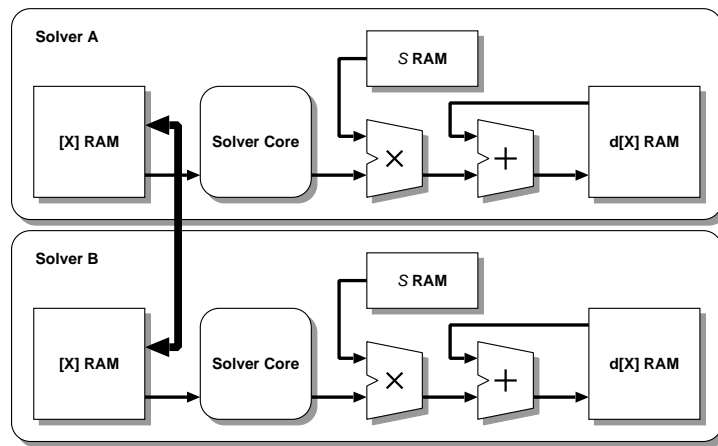 Solver A
S RAM
[X] RAM
Solver Core
×
+
d[X] RAM
Solver B
S RAM
[X] RAM
Solver Core
×
+
d[X] RAM